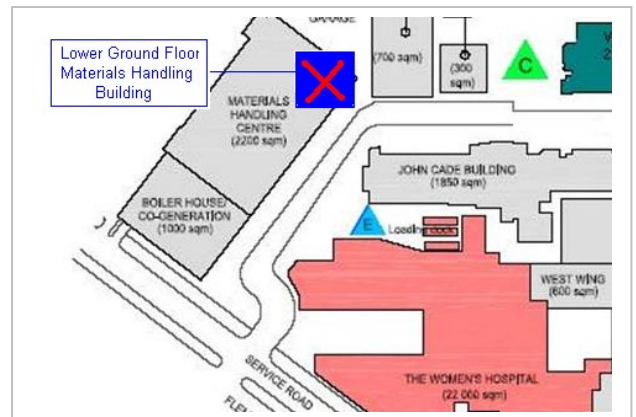 GARAGE
Lower Ground Floor
Materials Handling
Building
(700 sqm)
(300
sqm)
C
MATERIALS
HANDLING
CENTRE
(2200 sqm)
JOHN CADE BUILDING
(1850 sqm)
BOILER HOUSE/
CO-GENERATION
(1000 sqm)
E
Loading dock
WEST WING
(600 sqm)
SERVICE ROAD
THE WOMEN'S HOSPITAL
(22 000 sqm)
FLEM